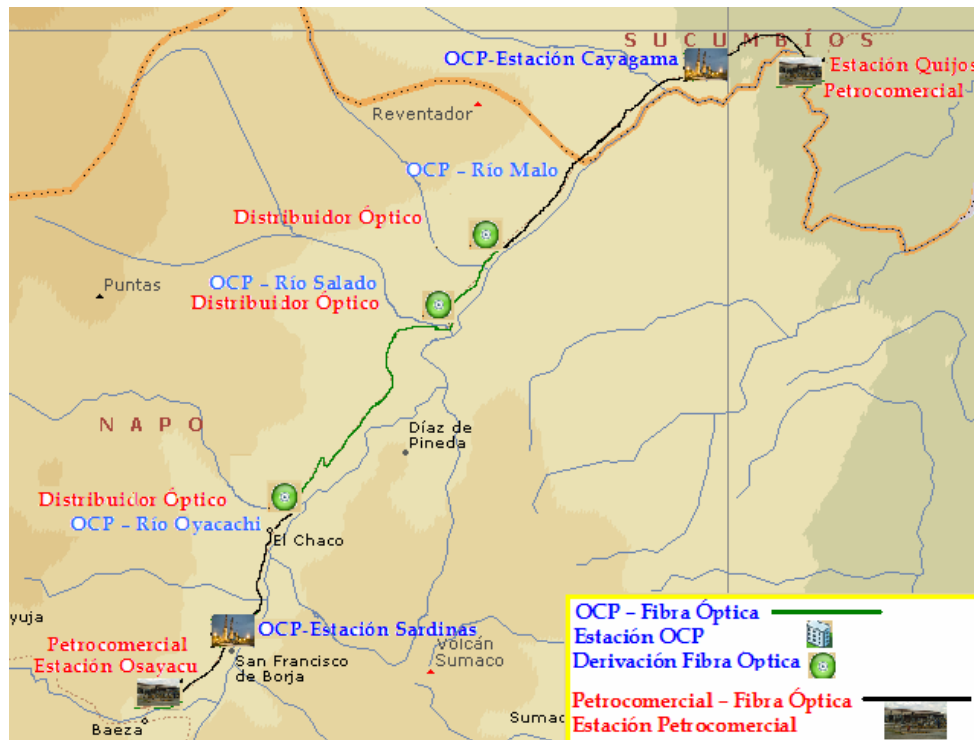 SUCUMBÍOS
OCP-Estación Cayagama
Estación Quijos
Petrocomercial
Reventador
OCP – Río Malo
Distribuidor Óptico
OCP – Río Salado
Distribuidor Óptico
Puntas
NAPO
Díaz de
Pineda
Distribuidor Óptico
OCP – Río Oyacachi
El Chaco
yuja
OCP-Estación Sardinas
Petrocomercial
Estación Osayacu
San Francisco
de Borja
Volcán
Sumaco
Baeza
Sumac
OCP – Fibra Óptica
Estación OCP
Derivación Fibra Optica
Petrocomercial – Fibra Óptica
Estación Petrocomercial